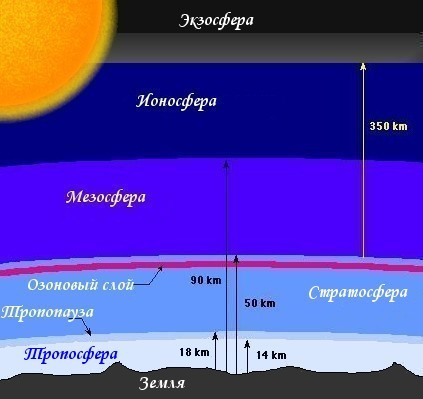 Экзосфера
Ионосфера
350 km
Мезосфера
Озоновый слой
90 km
50 km
Стратосфера
Тропопауза
Тропосфера
18 km
14 km
Земля